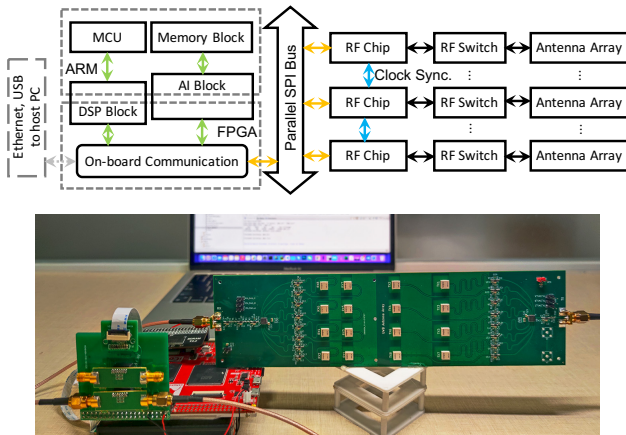 MCU
Memory Block
ARM
AI Block
DSP Block
FPGA
On-board Communication
Ethernet, USB
to host PC
Parallel SPI Bus
RF Chip
RF Switch
Antenna Array
Clock Sync.
...
...
RF Chip
RF Switch
Antenna Array
...
...
RF Chip
RF Switch
Antenna Array